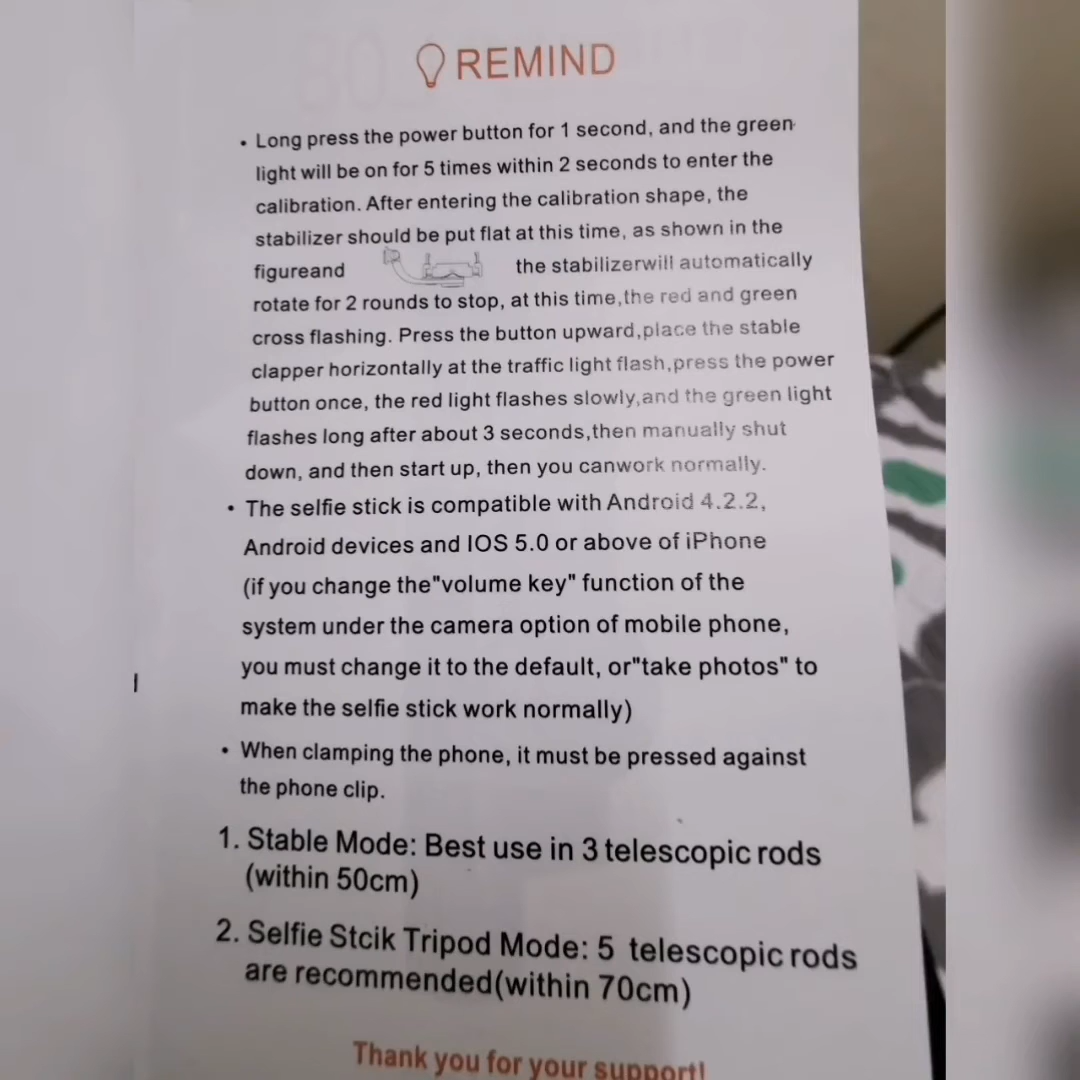 REMIND
• Long press the power button for 1 second, and the green
light will be on for 5 times within 2 seconds to enter the
calibration. After entering the calibration shape, the
stabilizer should be put flat at this time, as shown in the
figureand the stabilizerwill automatically
rotate for 2 rounds to stop, at this time,the red and green
cross flashing. Press the button upward,place the stable
clapper horizontally at the traffic light flash,press the power
button once, the red light flashes slowly,and the green light
flashes long after about 3 seconds,then manually shut
down, and then start up, then you canwork normally.
• The selfie stick is compatible with Android 4.2.2,
Android devices and IOS 5.0 or above of iPhone
(if you change the"volume key" function of the
system under the camera option of mobile phone,
you must change it to the default, or"take photos" to
make the selfie stick work normally)
• When clamping the phone, it must be pressed against
the phone clip.
1. Stable Mode: Best use in 3 telescopic rods
(within 50cm)
2. Selfie Stcik Tripod Mode: 5 telescopic rods
are recommended(within 70cm)
Thank you for your support!